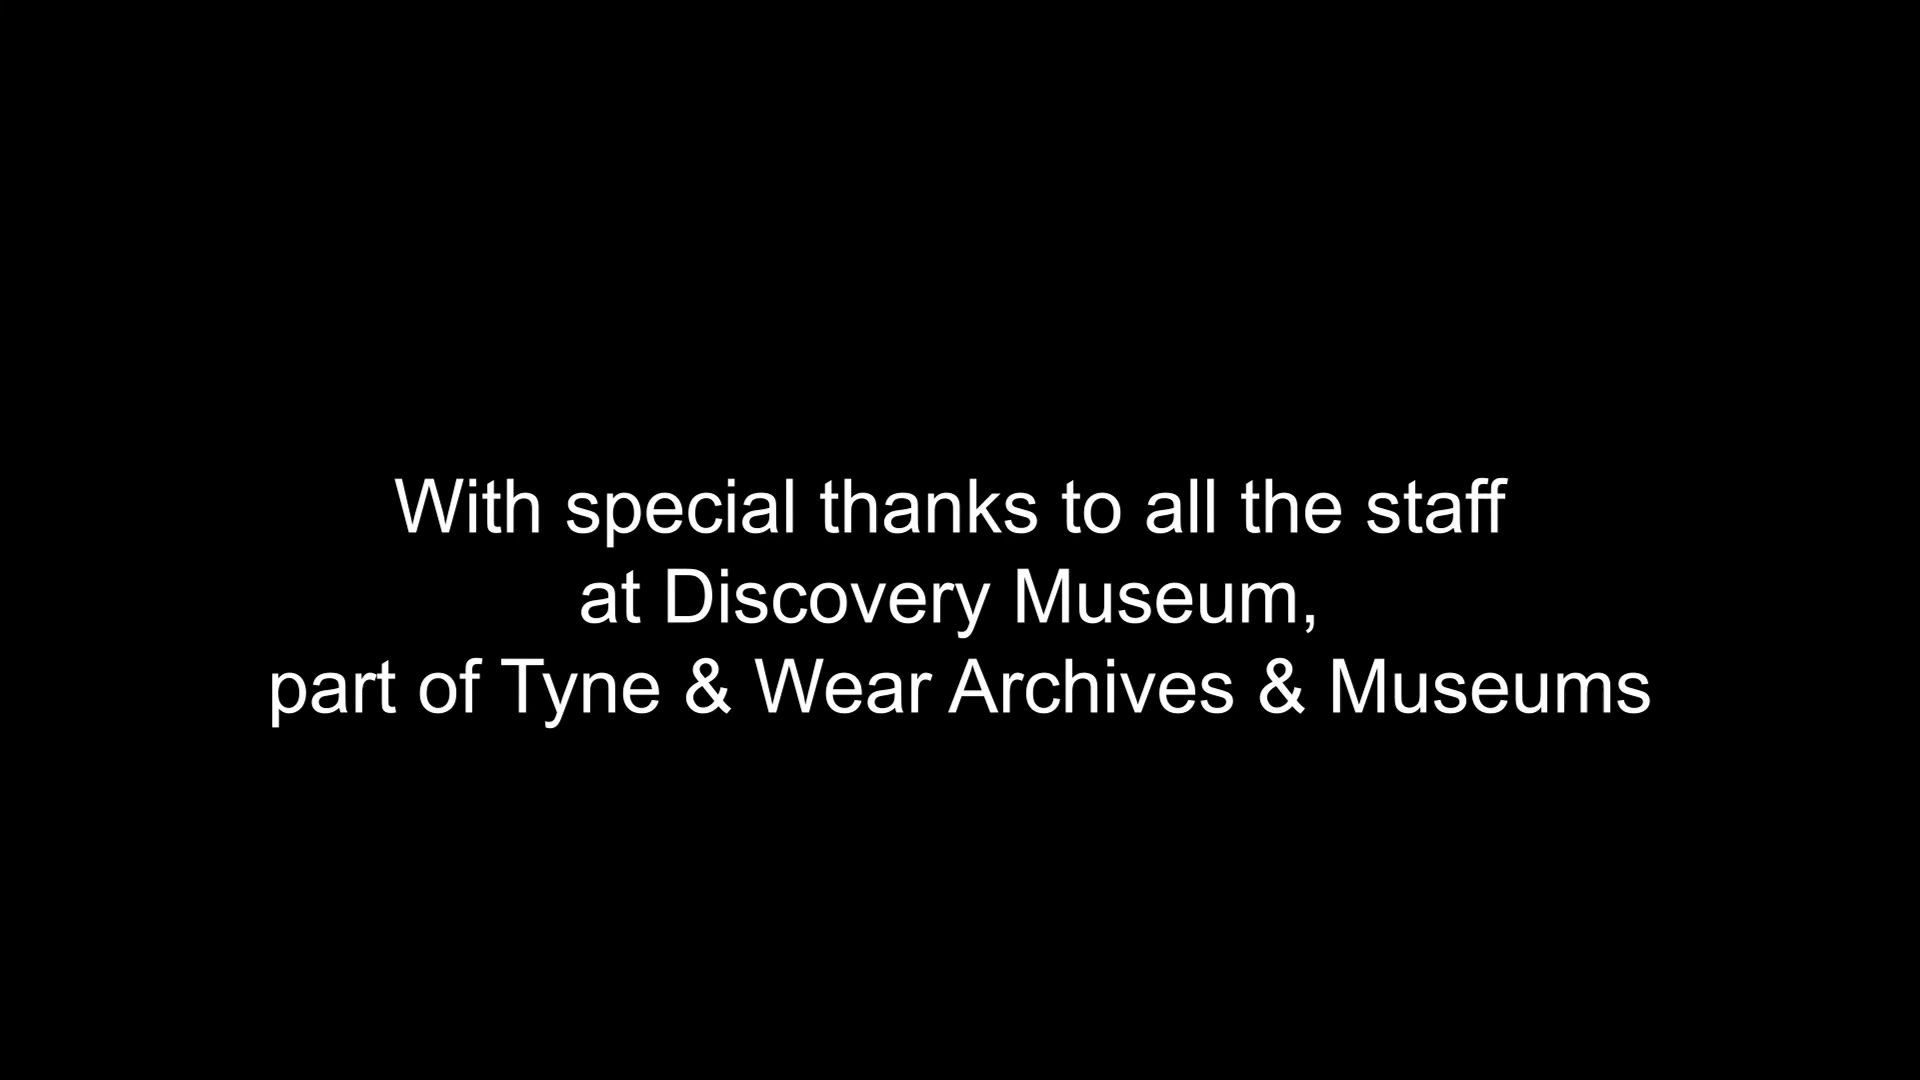 With special thanks to all the staff
at Discovery Museum,
part of Tyne & Wear Archives & Museums